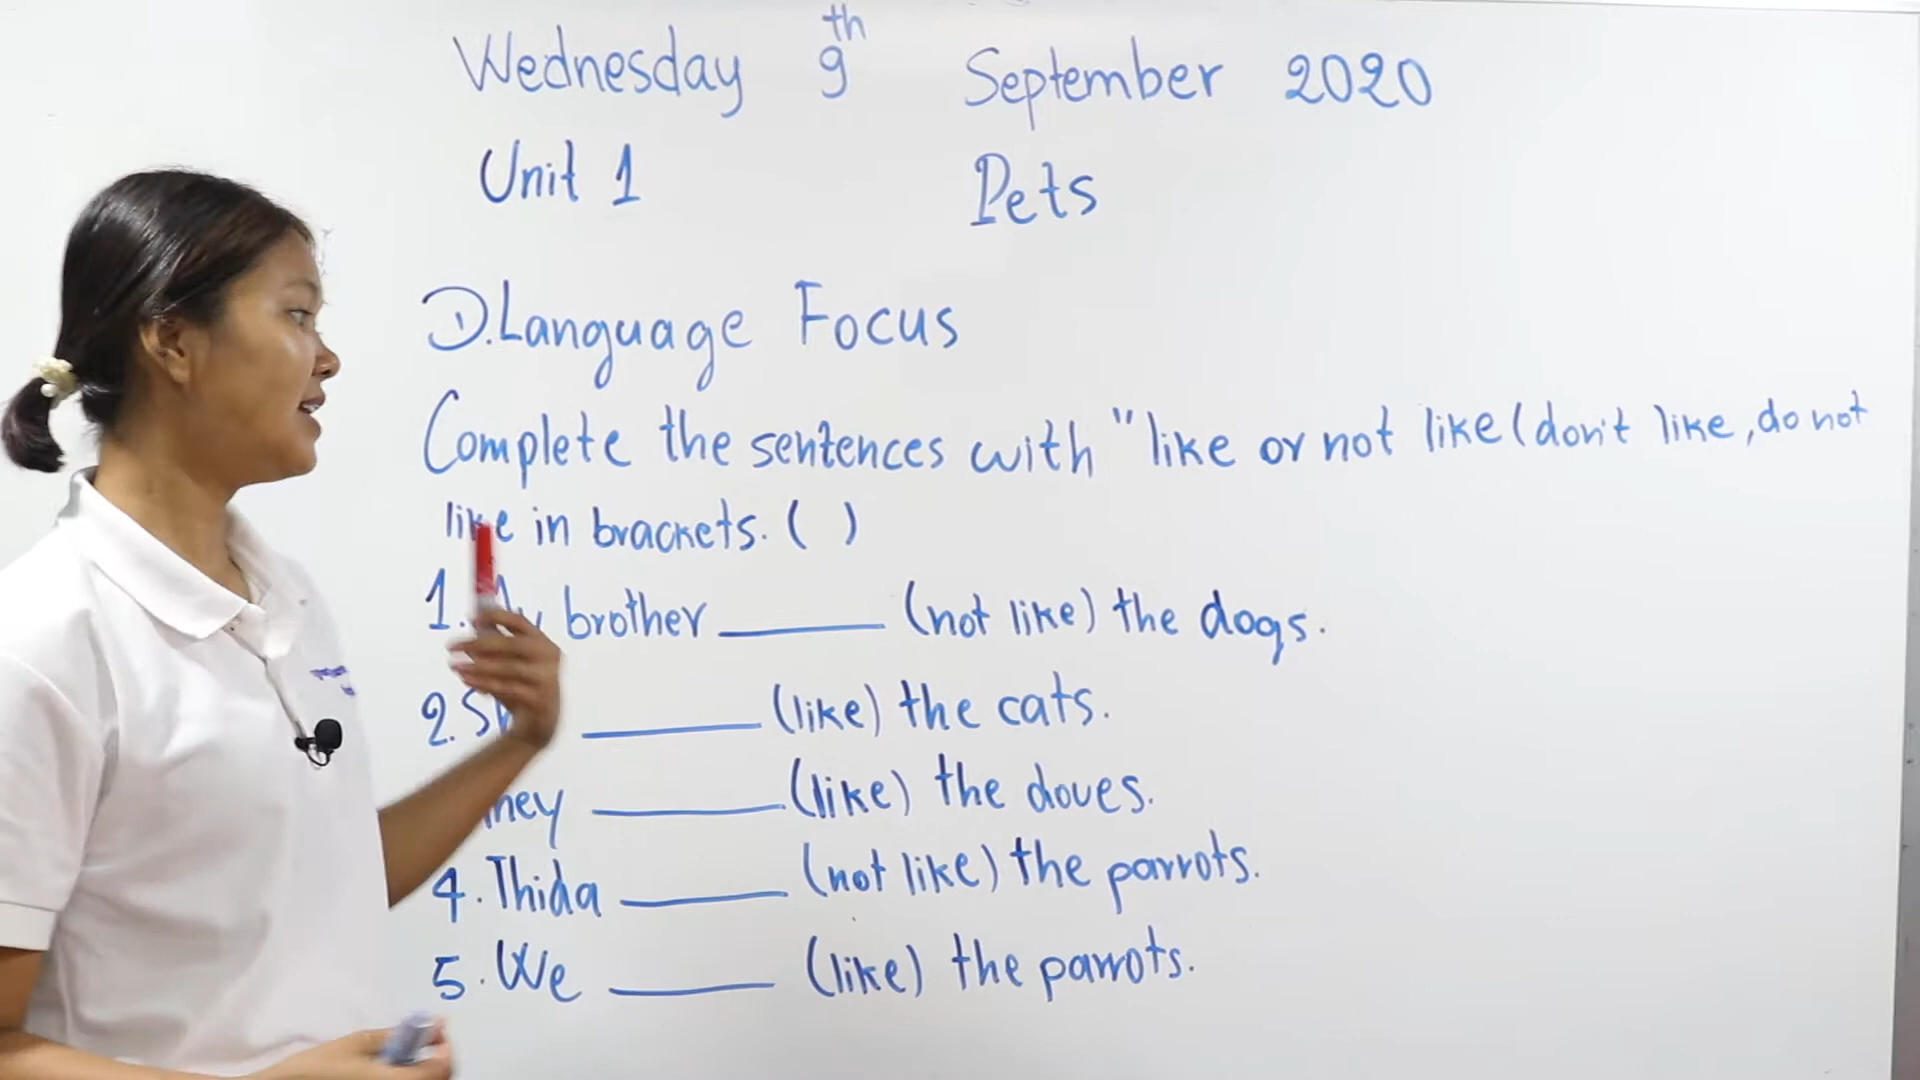 Wednesday 9th September 2020
Unit 1 Pets
D.Language Focus
Complete the sentences with "like or not like (don't like, do not
like in brackets. ( )
1. My brother ______ (not like) the dogs.
2. ______ (like) the cats.
______ (like) the doves.
4. Thida ______ (not like) the parrots.
5. We ______ (like) the parrots.